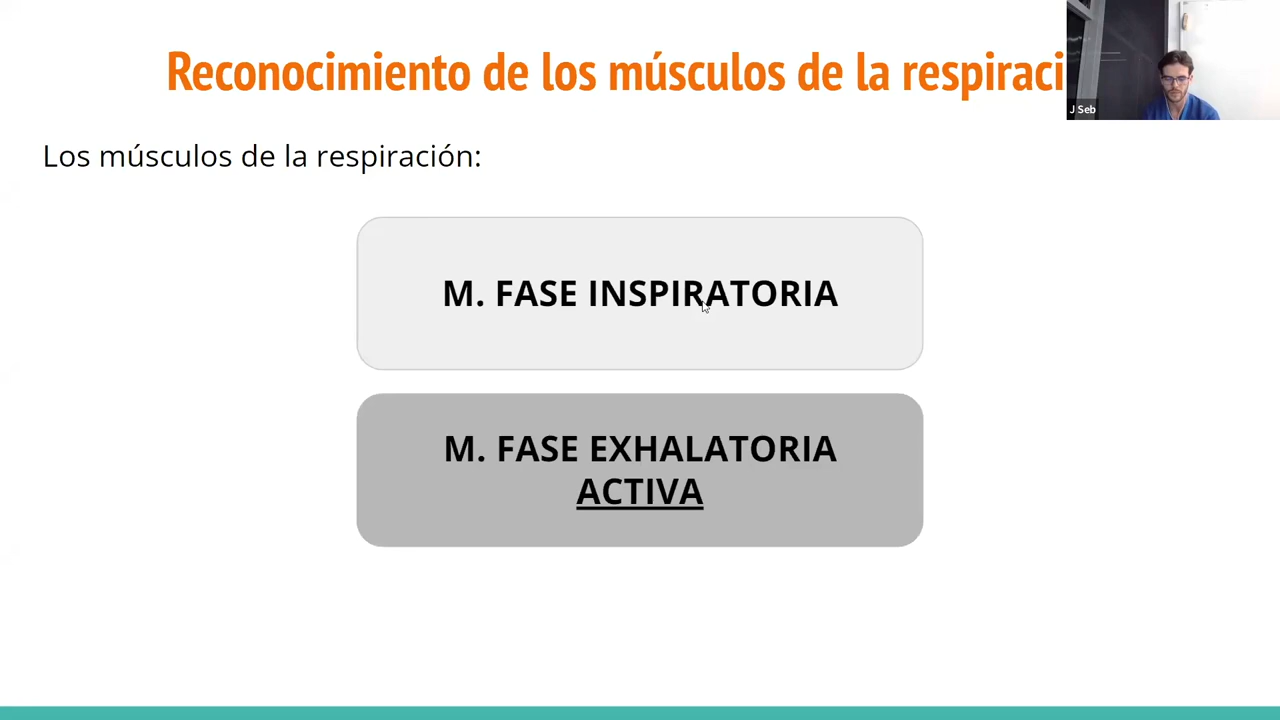 Reconocimiento de los músculos de la respiraci
J Seb
Los músculos de la respiración:
M. FASE INSPIRATORIA
M. FASE EXHALATORIA
ACTIVA